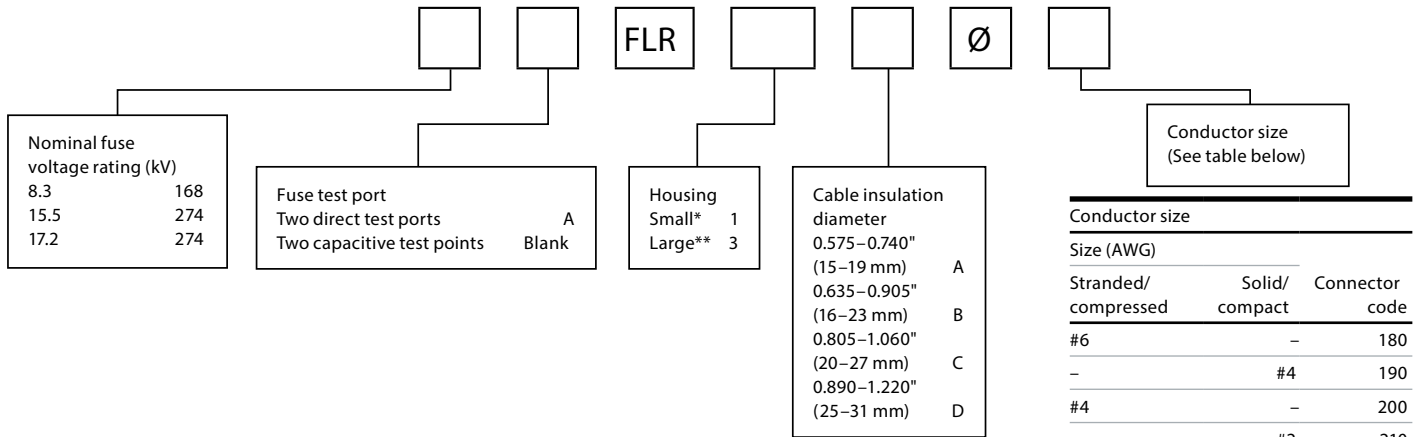 FLR
Ø
Nominal fuse
voltage rating (kV)
8.3 168
15.5 274
17.2 274
Fuse test port
Two direct test ports A
Two capacitive test points Blank
Housing
Small* 1
Large** 3
Cable insulation
diameter
0.575–0.740"
(15–19 mm) A
0.635–0.905"
(16–23 mm) B
0.805–1.060"
(20–27 mm) C
0.890–1.220"
(25–31 mm) D
Conductor size
(See table below)
Conductor size
Size (AWG)
Stranded/ Solid/ Connector
compressed compact code
#6 – 180
– #4 190
#4 – 200